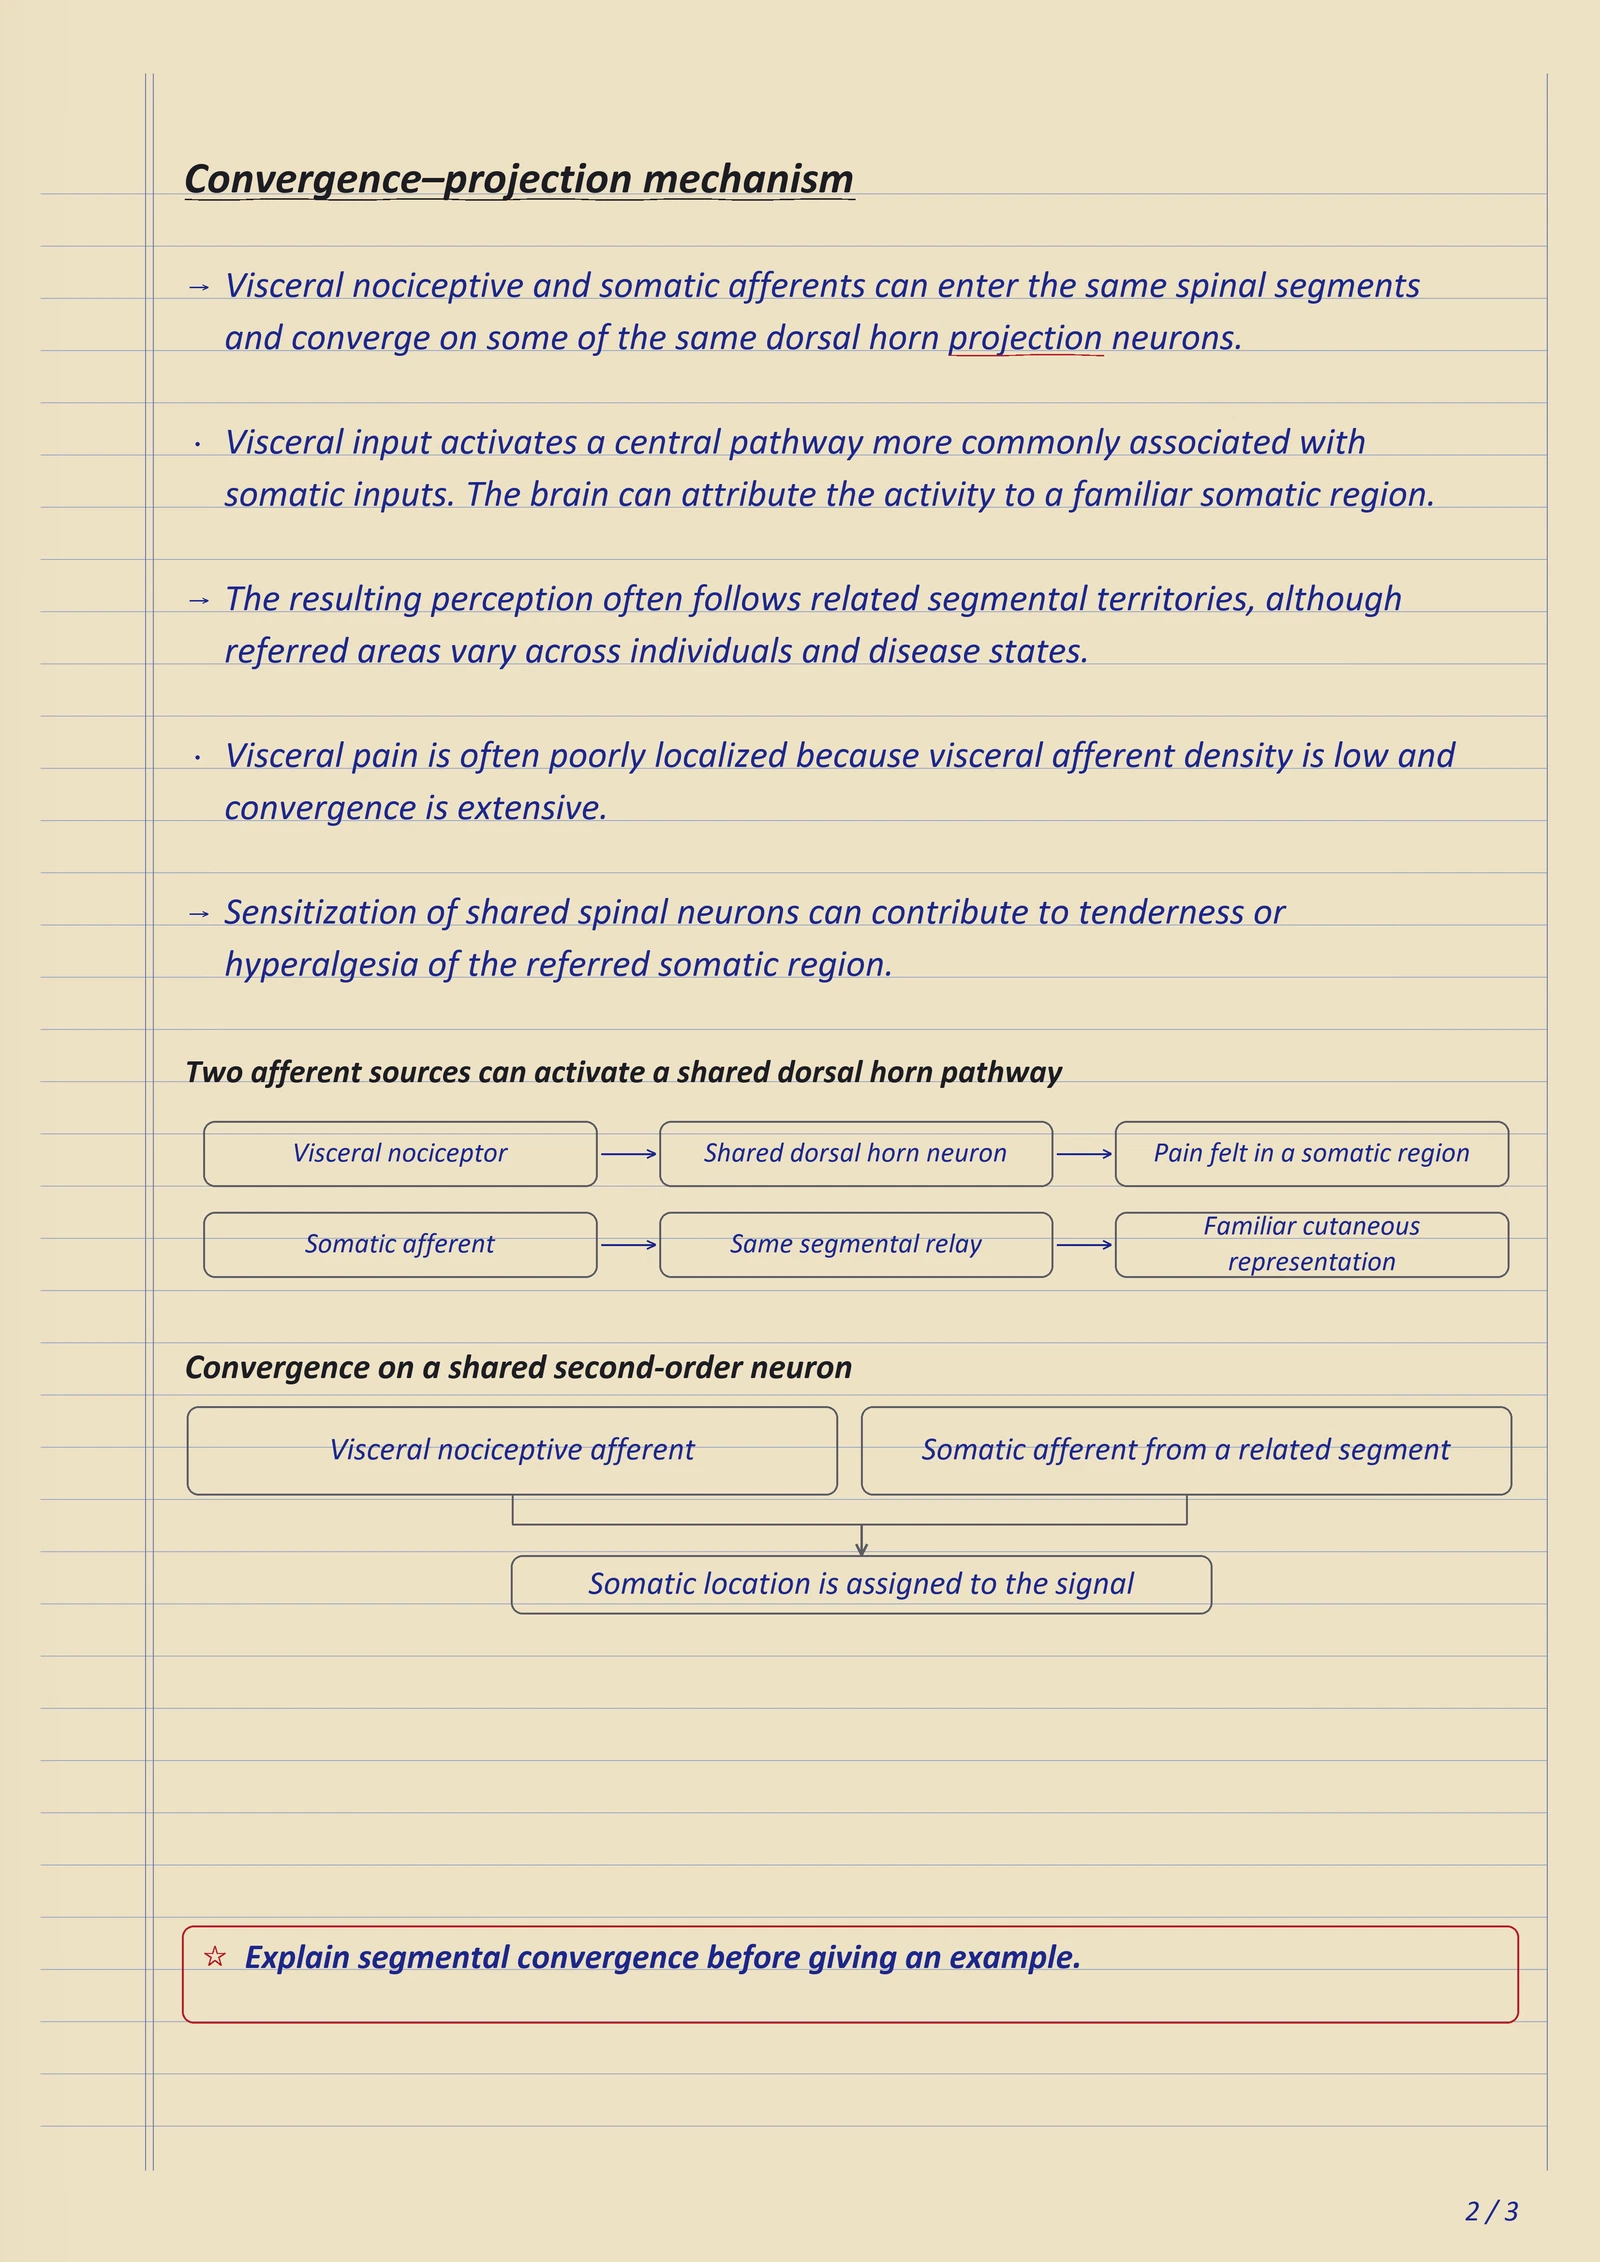 Convergence–projection mechanism
→ Visceral nociceptive and somatic afferents can enter the same spinal segments
and converge on some of the same dorsal horn projection neurons.
· Visceral input activates a central pathway more commonly associated with
somatic inputs. The brain can attribute the activity to a familiar somatic region.
→ The resulting perception often follows related segmental territories, although
referred areas vary across individuals and disease states.
· Visceral pain is often poorly localized because visceral afferent density is low and
convergence is extensive.
→ Sensitization of shared spinal neurons can contribute to tenderness or
hyperalgesia of the referred somatic region.
Two afferent sources can activate a shared dorsal horn pathway
Visceral nociceptor → Shared dorsal horn neuron → Pain felt in a somatic region
Somatic afferent → Same segmental relay → Familiar cutaneous
representation
Convergence on a shared second-order neuron
Visceral nociceptive afferent
Somatic afferent from a related segment
Somatic location is assigned to the signal
☆ Explain segmental convergence before giving an example.
2 / 3